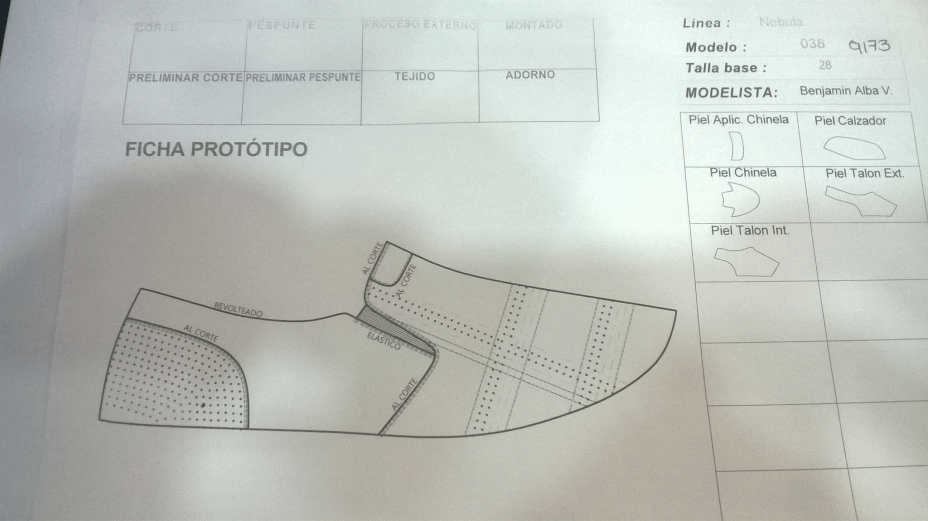 CORTE PESPUNTE PROCESO EXTERNO MONTADO
PRELIMINAR CORTE PRELIMINAR PESPUNTE TEJIDO ADORNO
Línea : Nebula
Modelo : 038 9173
Talla base : 28
MODELISTA: Benjamin Alba V.
FICHA PROTÓTIPO
Piel Aplic. Chinela Piel Calzador
Piel Chinela Piel Talon Ext.
Piel Talon Int.
AL CORTE
AL CORTE
REVOLTEADO
AL CORTE
ELASTICO
AL CORTE